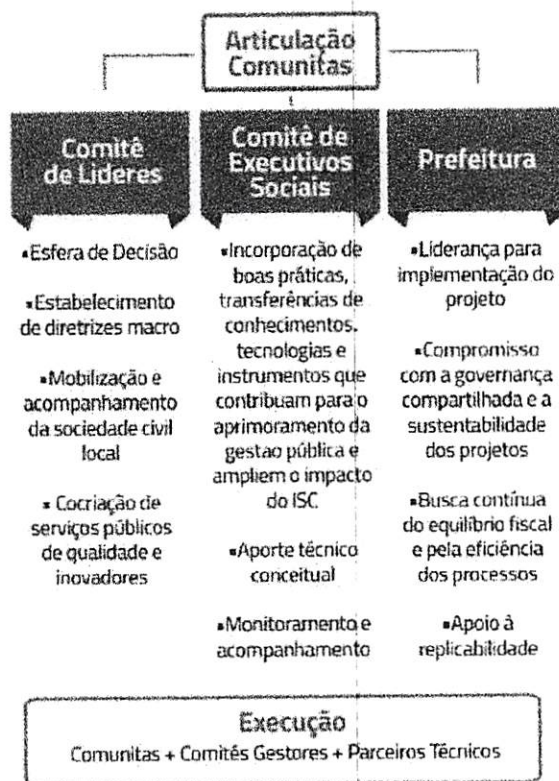 Articulação
Comunitas
Comitê
de Lideres
▪Esfera de Decisão
▪Estabelecimento
de diretrizes macro
▪Mobilização e
acompanhamento
da sociedade civil
local
▪ Cocriação de
serviços públicos
de qualidade e
inovadores
Comitê de
Executivos
Sociais
▪Incorporação de
boas práticas,
transferências de
conhecimentos.
tecnologias e
instrumentos que
contribuam para o
aprimoramento da
gestao pública e
ampliem o impacto
do ISC
▪Aporte técnico
conceitual
▪Monitoramento e
acompanhamento
Prefeitura
▪Liderança para
implementação do
projeto
▪Compromisso
com a governança
compartilhada e a
sustentabilidade
dos projetos
▪Busca contínua
do equilíbrio fiscal
e pela eficiência
dos processos
▪Apoio à
replicabilidade
Execução
Comunitas + Comitês Gestores + Parceiros Técnicos